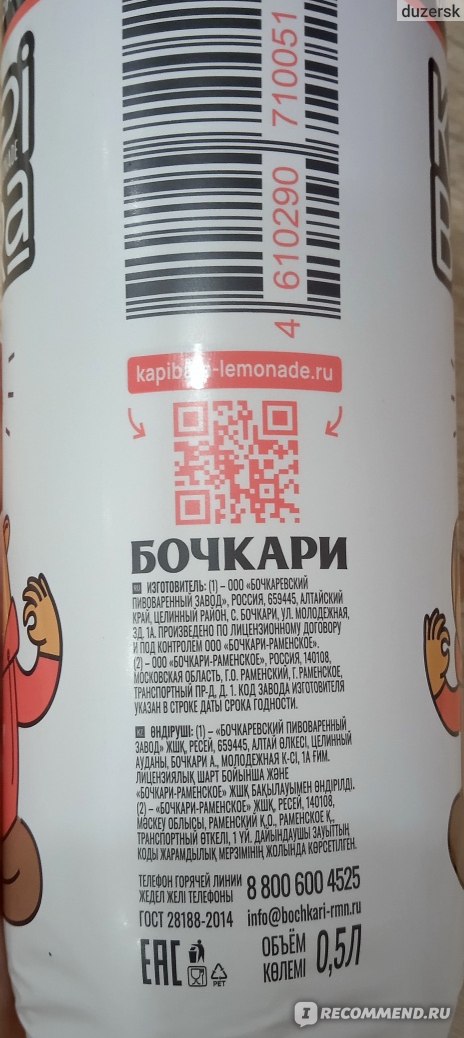 duzersk
4 610290 710051
kapibara-lemonade.ru
БОЧКАРИ
RU ИЗГОТОВИТЕЛЬ: (1) – ООО «БОЧКАРЕВСКИЙ
ПИВОВАРЕННЫЙ ЗАВОД», РОССИЯ, 659445, АЛТАЙСКИЙ
КРАЙ, ЦЕЛИННЫЙ РАЙОН, С. БОЧКАРИ, УЛ. МОЛОДЕЖНАЯ,
ЗД. 1А. ПРОИЗВЕДЕНО ПО ЛИЦЕНЗИОННОМУ ДОГОВОРУ
И ПОД КОНТРОЛЕМ ООО «БОЧКАРИ-РАМЕНСКОЕ».
(2) – ООО «БОЧКАРИ-РАМЕНСКОЕ», РОССИЯ, 140108,
МОСКОВСКАЯ ОБЛАСТЬ, Г.О. РАМЕНСКИЙ, Г. РАМЕНСКОЕ,
ТРАНСПОРТНЫЙ ПР-Д, Д. 1. КОД ЗАВОДА ИЗГОТОВИТЕЛЯ
УКАЗАН В СТРОКЕ ДАТЫ СРОКА ГОДНОСТИ.
KZ ӨНДІРУШІ: (1) – «БОЧКАРЕВСКИЙ ПИВОВАРЕННЫЙ
ЗАВОД» ЖШҚ, РЕСЕЙ, 659445, АЛТАЙ ӨЛКЕСІ, ЦЕЛИННЫЙ
АУДАНЫ, БОЧКАРИ А., МОЛОДЕЖНАЯ К-СІ, 1А ҒИМ.
ЛИЦЕНЗИЯЛЫҚ ШАРТ БОЙЫНША ЖӘНЕ
«БОЧКАРИ-РАМЕНСКОЕ» ЖШҚ БАҚЫЛАУЫМЕН ӨНДІРІЛДІ.
(2) – «БОЧКАРИ-РАМЕНСКОЕ» ЖШҚ, РЕСЕЙ, 140108,
МӘСКЕУ ОБЛЫСЫ, РАМЕНСКИЙ Қ.О., РАМЕНСКОЕ Қ.,
ТРАНСПОРТНЫЙ ӨТКЕЛІ, 1 ҮЙ. ДАЙЫНДАУШЫ ЗАУЫТТЫҢ
КОДЫ ЖАРАМДЫЛЫҚ МЕРЗІМІНІҢ ЖОЛЫНДА КӨРСЕТІЛГЕН.
ТЕЛЕФОН ГОРЯЧЕЙ ЛИНИИ
ЖЕДЕЛ ЖЕЛІ ТЕЛЕФОНЫ
8 800 600 4525
ГОСТ 28188-2014 info@bochkari-rmn.ru
EAC
PET
ОБЪЁМ
КӨЛЕМІ
0,5Л
IRECOMMEND.RU